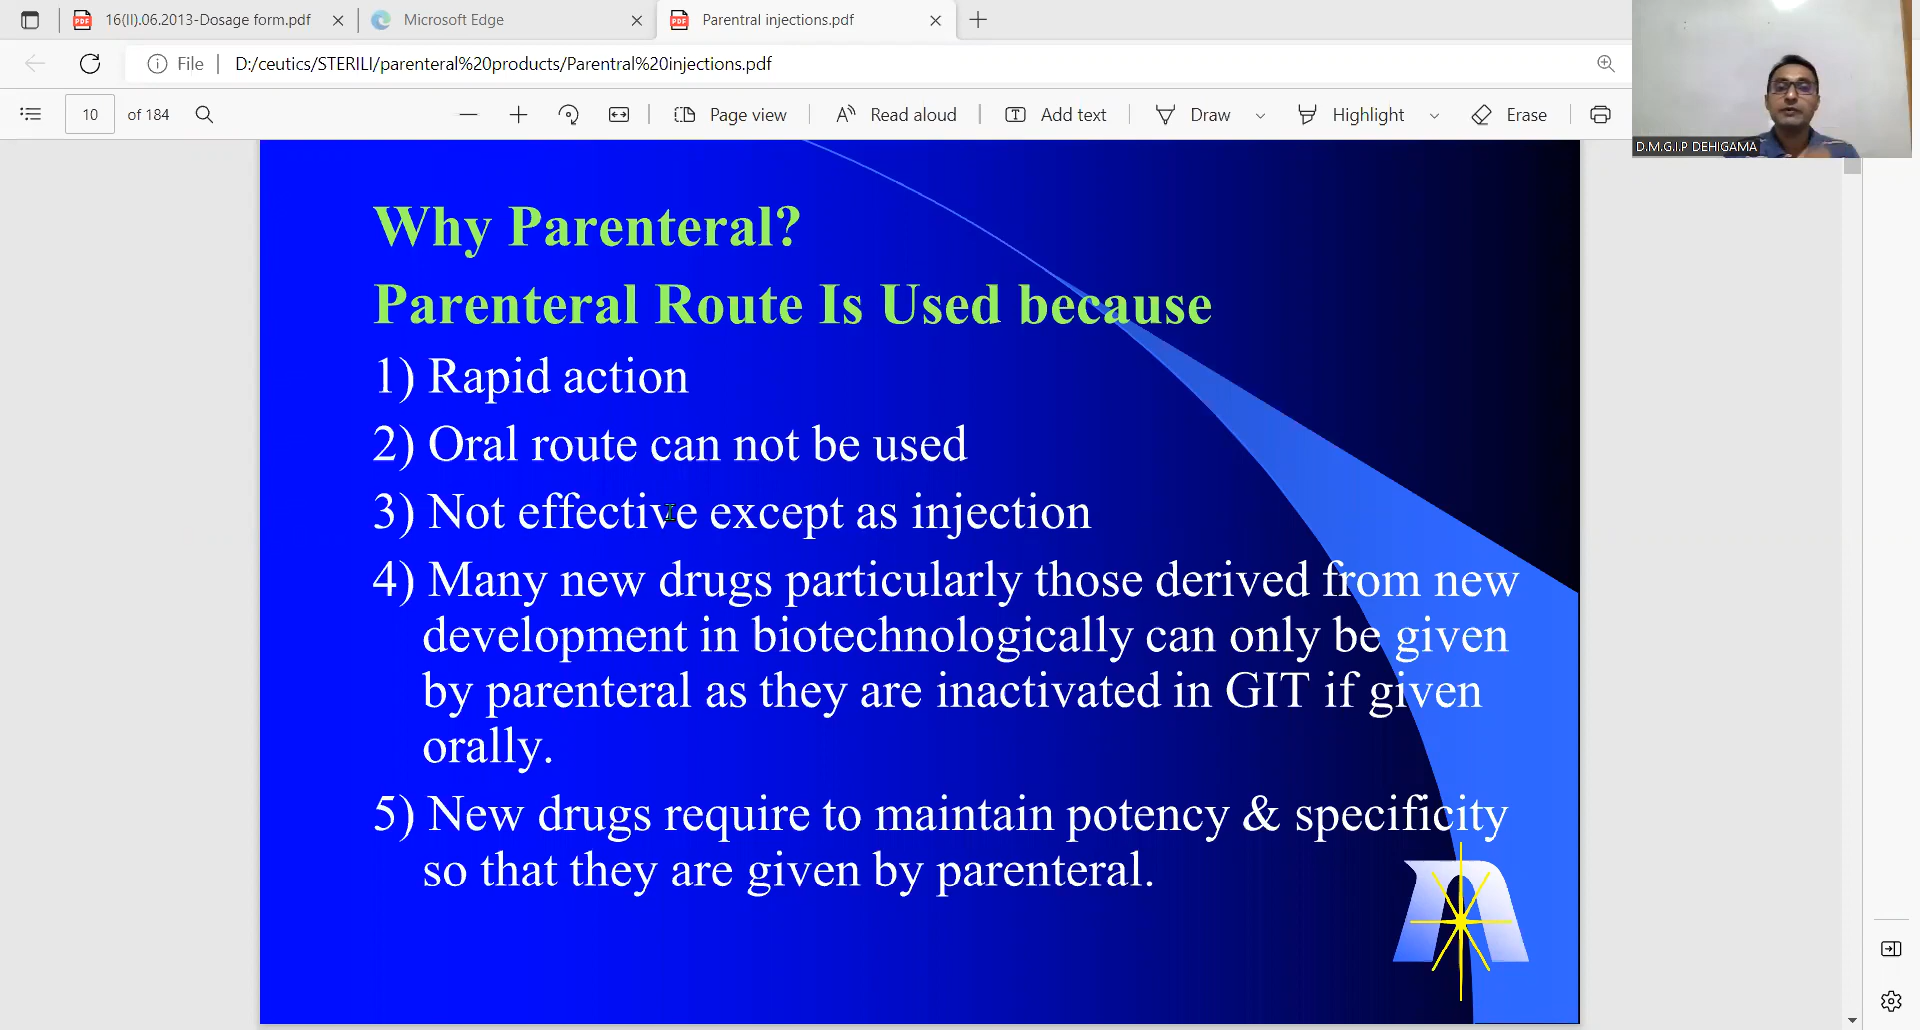 16(II).06.2013-Dosage form.pdf
Microsoft Edge
Parentral injections.pdf
File
D:/ceutics/STERILI/parenteral%20products/Parentral%20injections.pdf
10 of 184
Page view
Read aloud
Add text
Draw
Highlight
Erase
D.M.G.I.P DEHIGAMA
Why Parenteral?
Parenteral Route Is Used because
1) Rapid action
2) Oral route can not be used
3) Not effective except as injection
4) Many new drugs particularly those derived from new
development in biotechnologically can only be given
by parenteral as they are inactivated in GIT if given
orally.
5) New drugs require to maintain potency & specificity
so that they are given by parenteral.